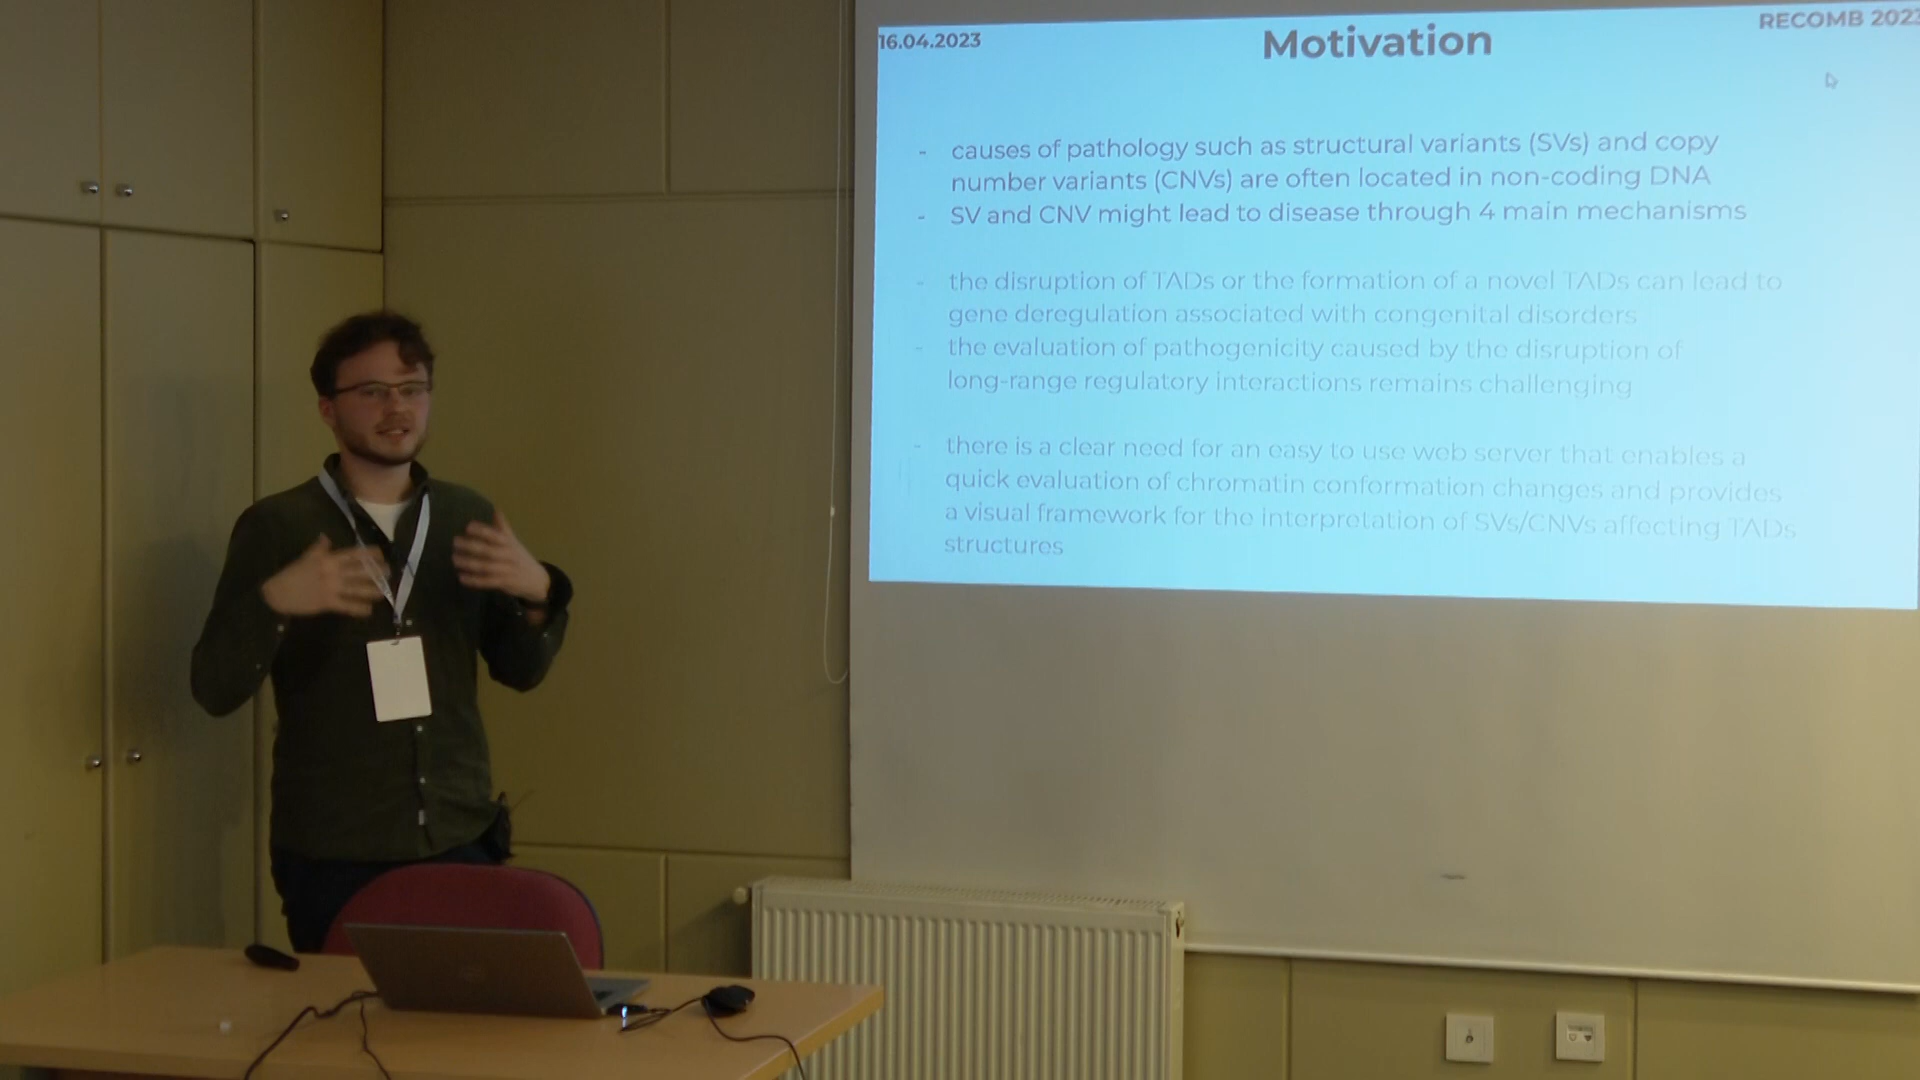 16.04.2023
Motivation
RECOMB 2023
- causes of pathology such as structural variants (SVs) and copy
number variants (CNVs) are often located in non-coding DNA
- SV and CNV might lead to disease through 4 main mechanisms
- the disruption of TADs or the formation of a novel TADs can lead to
gene deregulation associated with congenital disorders
- the evaluation of pathogenicity caused by the disruption of
long-range regulatory interactions remains challenging
- there is a clear need for an easy to use web server that enables a
quick evaluation of chromatin conformation changes and provides
a visual framework for the interpretation of SVs/CNVs affecting TADs
structures